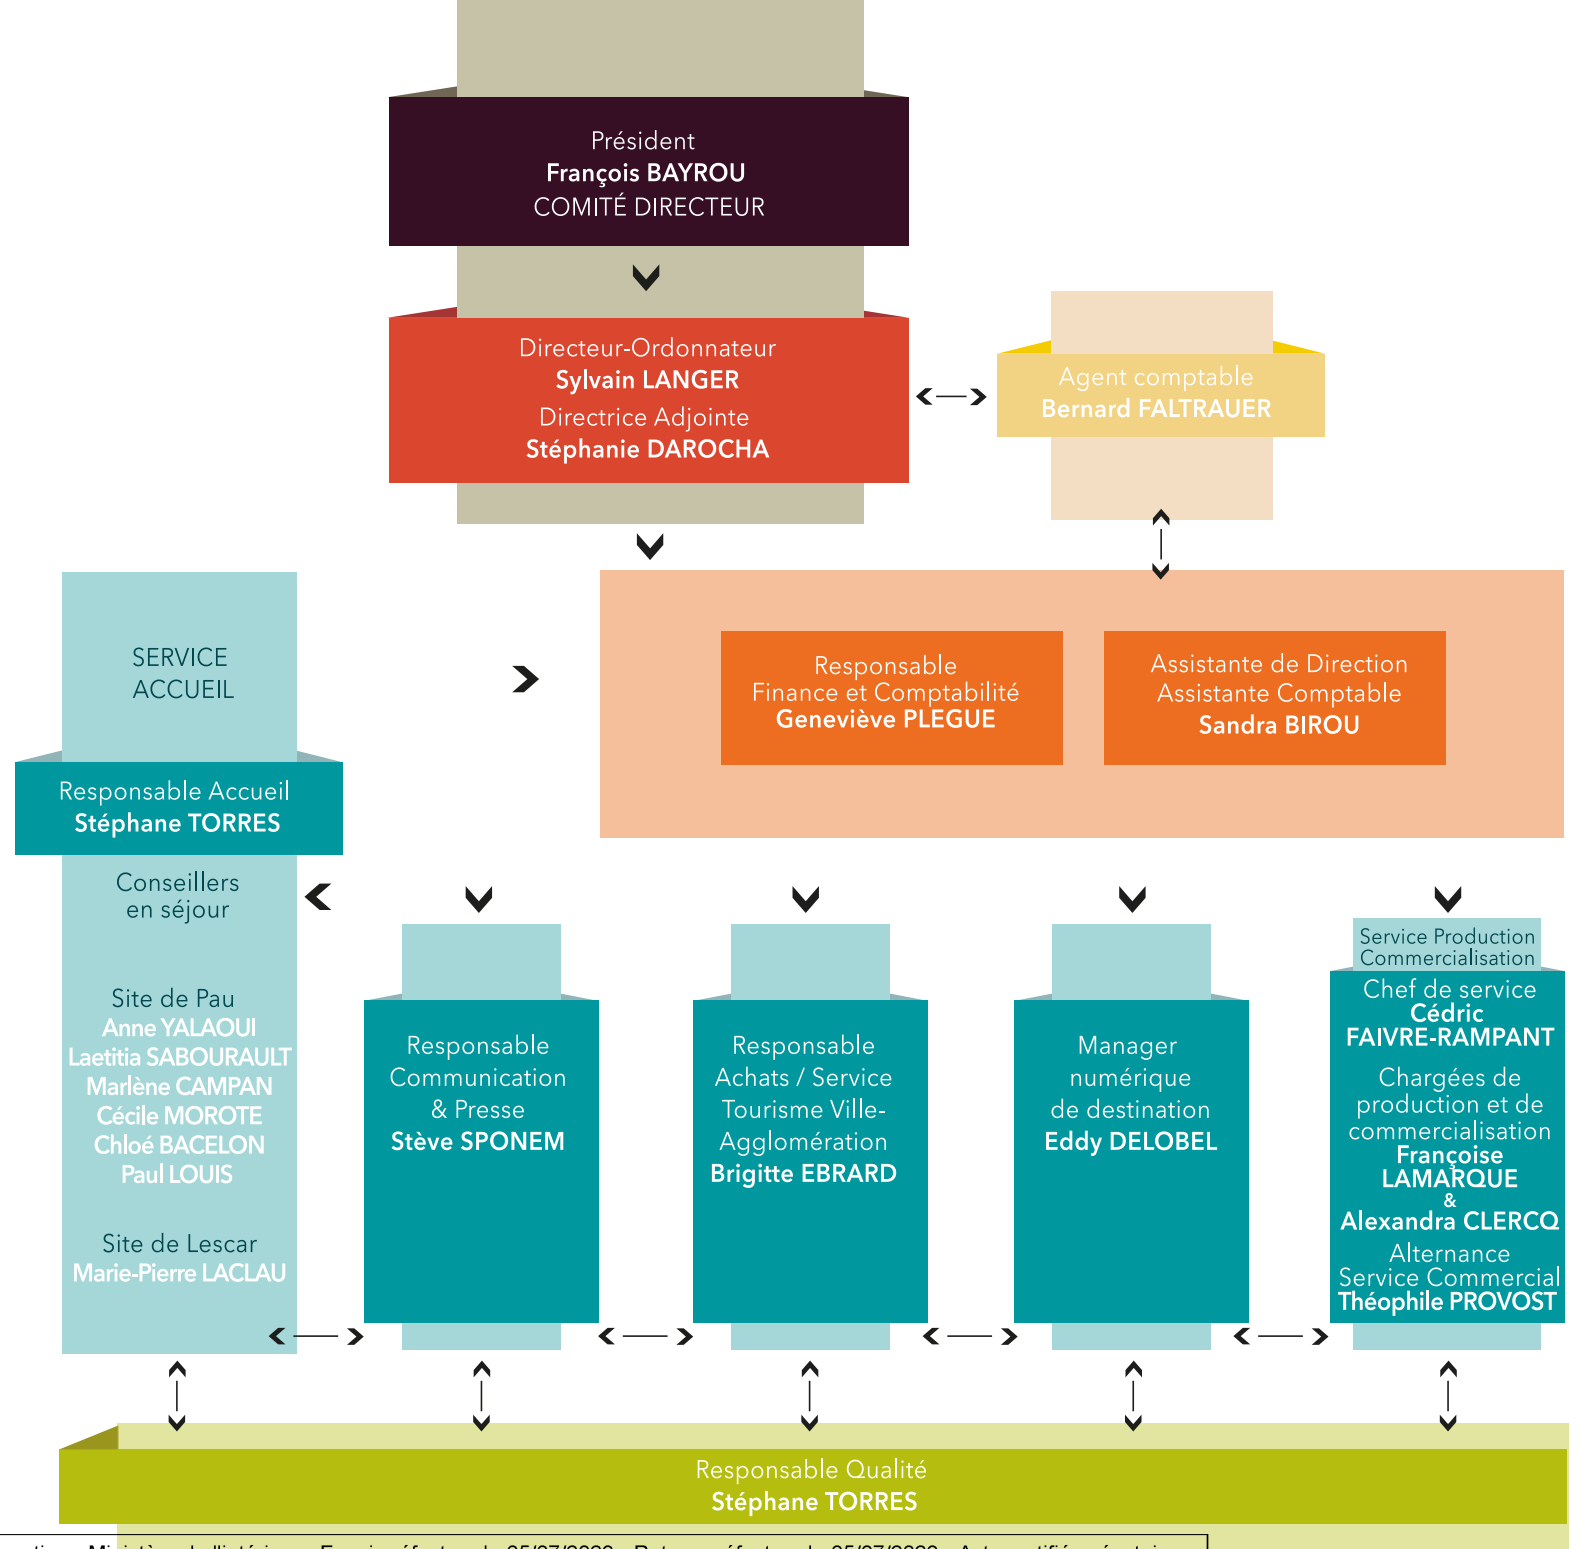 Président
François BAYROU
COMITÉ DIRECTEUR
Directeur-Ordonnateur
Sylvain LANGER
Directrice Adjointe
Stéphanie DAROCHA
Agent comptable
Bernard FALTRAUER
SERVICE
ACCUEIL
Responsable
Finance et Comptabilité
Geneviève PLEGUE
Assistante de Direction
Assistante Comptable
Sandra BIROU
Responsable Accueil
Stéphane TORRES
Conseillers
en séjour
Site de Pau
Anne YALAOUI
Laetitia SABOURAULT
Marlène CAMPAN
Cécile MOROTE
Chloé BACELON
Paul LOUIS
Site de Lescar
Marie-Pierre LACLAU
Responsable
Communication
& Presse
Stève SPONEM
Responsable
Achats / Service
Tourisme Ville-
Agglomération
Brigitte EBRARD
Manager
numérique
de destination
Eddy DELOBEL
Service Production
Commercialisation
Chef de service
Cédric
FAIVRE-RAMPANT
Chargées de
production et de
commercialisation
Françoise
LAMARQUE
&
Alexandra CLERCQ
Alternance
Service Commercial
Théophile PROVOST
Responsable Qualité
Stéphane TORRES